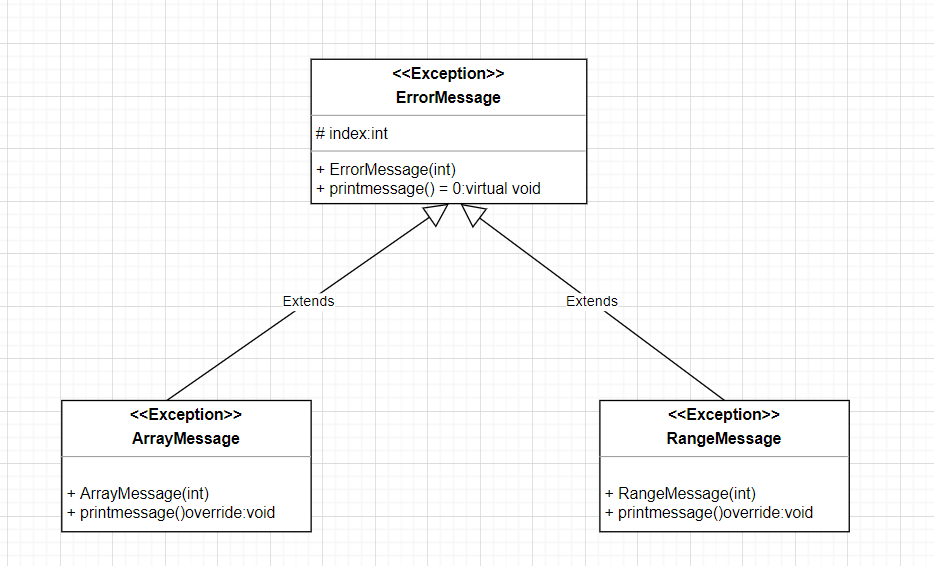 <<Exception>>
ErrorMessage
# index:int
+ ErrorMessage(int)
+ printmessage() = 0:virtual void
Extends
Extends
<<Exception>>
ArrayMessage
+ ArrayMessage(int)
+ printmessage()override:void
<<Exception>>
RangeMessage
+ RangeMessage(int)
+ printmessage()override:void